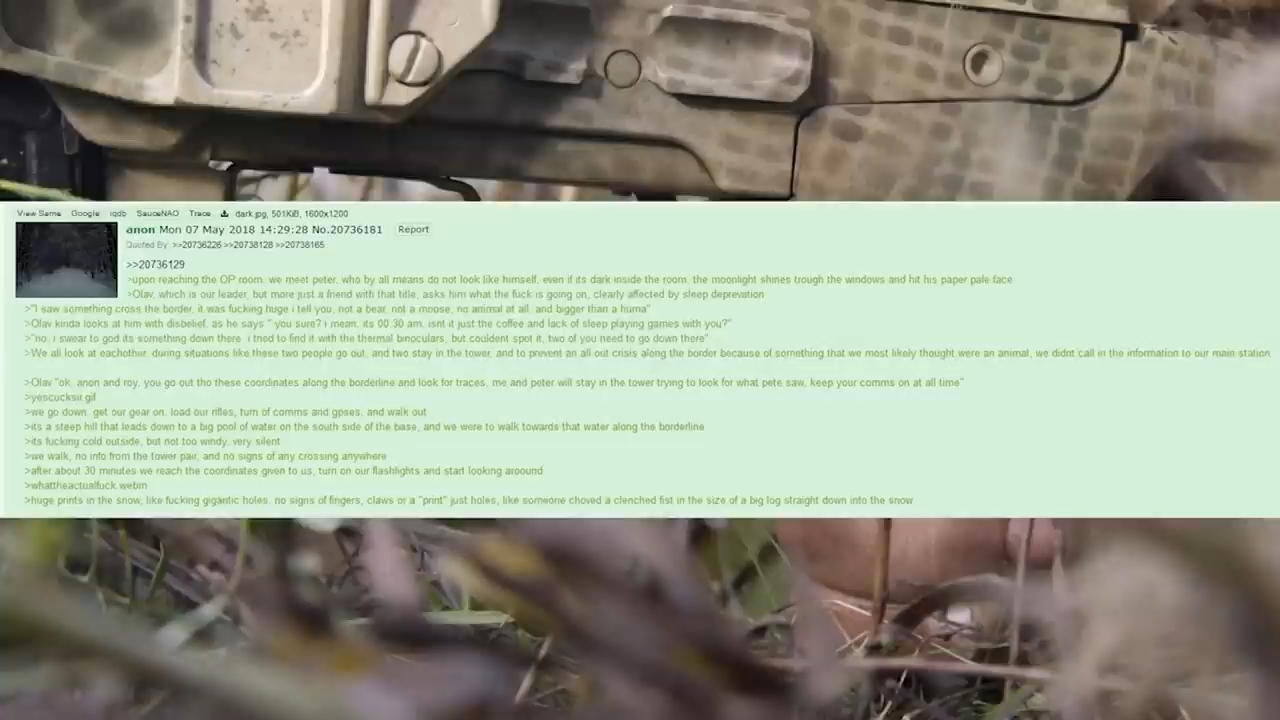 View Same Google iqdb SauceNAO Trace dark.jpg, 501KiB, 1600x1200
anon Mon 07 May 2018 14:29:28 No.20736181 Report
Quoted By: >>20736226 >>20738128 >>20738165
>>20736129
>upon reaching the OP room. we meet peter, who by all means do not look like himself, even if its dark inside the room, the moonlight shines trough the windows and hit his paper pale face
>Olav, which is our leader, but more just a friend with that title, asks him what the fuck is going on, clearly affected by sleep deprevation
>"I saw something cross the border, it was fucking huge i tell you, not a bear, not a moose, no animal at all, and bigger than a huma"
>Olav kinda looks at him with disbelief, as he says " you sure? i mean, its 00.30 am, isnt it just the coffee and lack of sleep playing games with you?"
>"no, i swear to god its something down there, i tried to find it with the thermal binoculars, but couldent spot it, two of you need to go down there"
>We all look at eachother, during situations like these two people go out, and two stay in the tower, and to prevent an all out crisis along the border because of something that we most likely thought were an animal, we didnt call in the information to our main station.
>Olav "ok, anon and roy, you go out tho these coordinates along the borderline and look for traces, me and peter will stay in the tower trying to look for what pete saw, keep your comms on at all time"
>yescucksir.gif
>we go down, get our gear on, load our rifles, turn of comms and gpses, and walk out
>its a steep hill that leads down to a big pool of water on the south side of the base, and we were to walk towards that water along the borderline
>its fucking cold outside, but not too windy, very silent
>we walk, no info from the tower pair, and no signs of any crossing anywhere
>after about 30 minutes we reach the coordinates given to us, turn on our flashlights and start looking aroound
>whattheactualfuck.webm
>huge prints in the snow, like fucking gigantic holes, no signs of fingers, claws or a "print" just holes, like someone choved a clenched fist in the size of a big log straight down into the snow